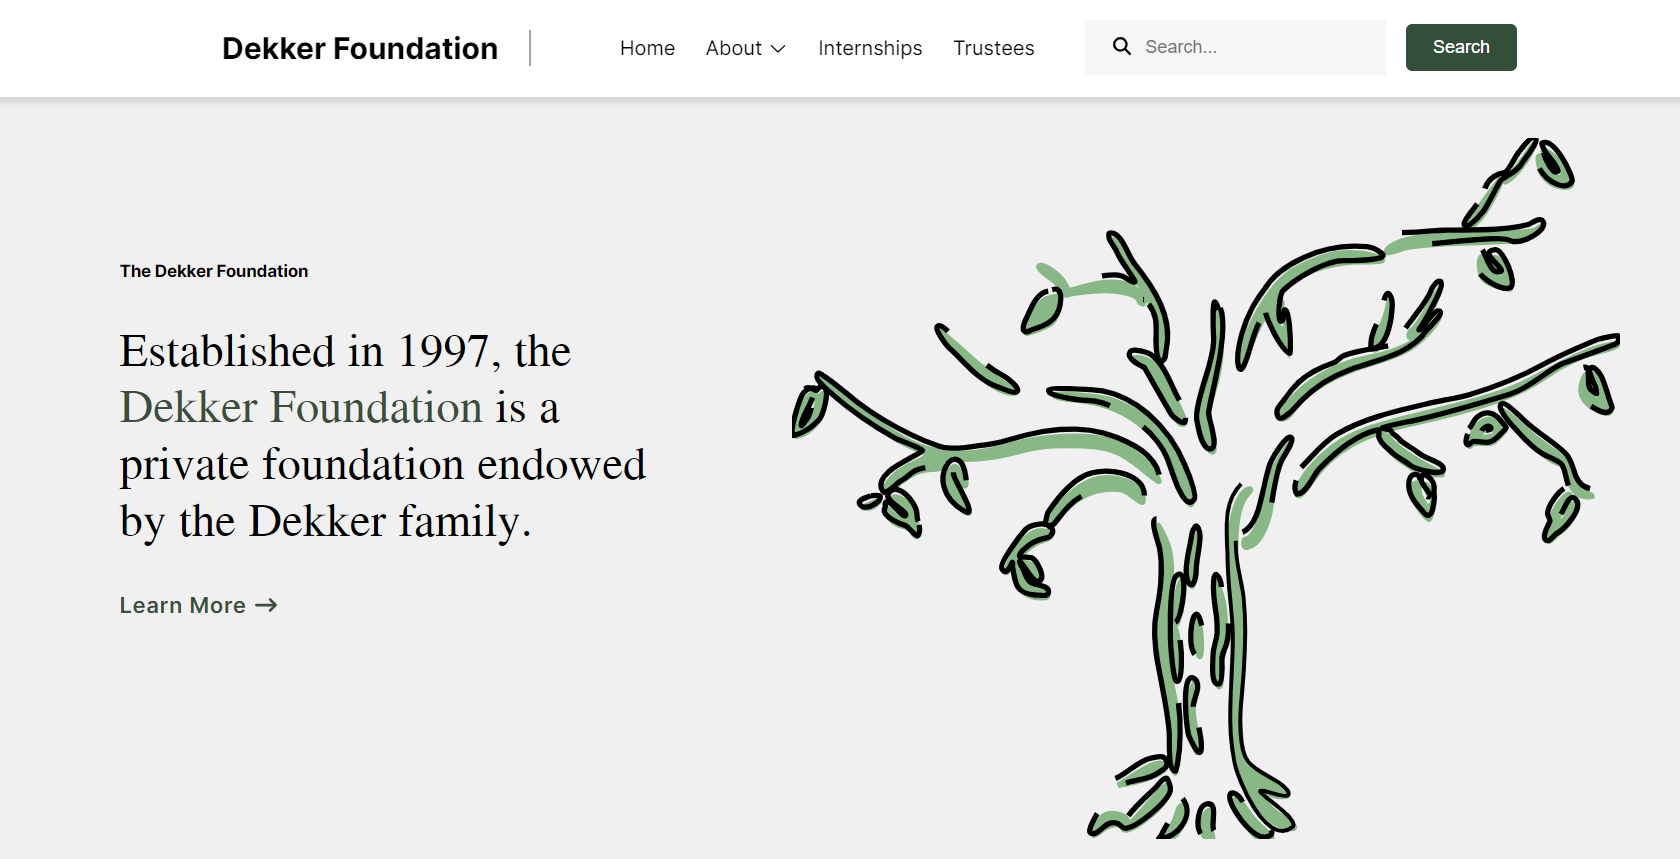 Dekker Foundation
Home About Internships Trustees Search... Search
The Dekker Foundation
Established in 1997, the
Dekker Foundation is a
private foundation endowed
by the Dekker family.
Learn More →